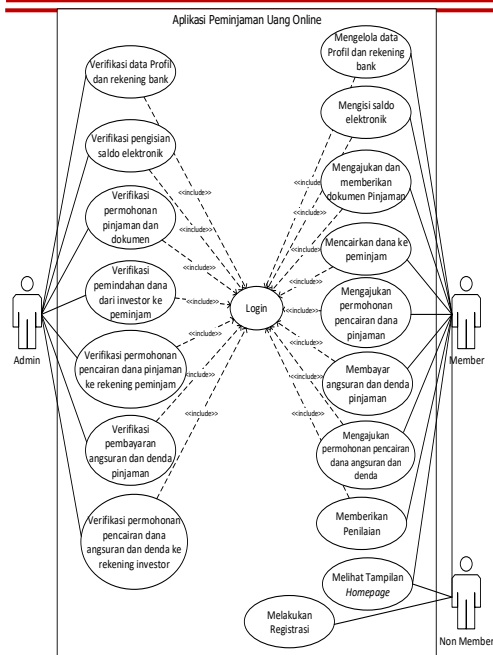 Aplikasi Peminjaman Uang Online
Verifikasi data Profil
dan rekening bank
Verifikasi pengisian
saldo elektronik
Verifikasi
permohonan
pinjaman dan
dokumen
Verifikasi
pemindahan dana
dari investor ke
peminjam
Verifikasi permohonan
pencairan dana pinjaman
ke rekening peminjam
Verifikasi
pembayaran
angsuran dan denda
pinjaman
Verifikasi permohonan
pencairan dana
angsuran dan denda ke
rekening investor
Admin
<<include>>
<<include>>
<<include>>
<<include>>
<<include>>
<<include>>
<<include>>
Login
<<include>>
<<include>>
<<include>>
<<include>>
<<include>>
<<include>>
<<include>>
<<include>>
Mengelola data
Profil dan rekening
bank
Mengisi saldo
elektronik
Mengajukan dan
memberikan
dokumen Pinjaman
Mencairkan dana ke
peminjam
Mengajukan
permohonan
pencairan dana
pinjaman
Membayar
angsuran dan denda
pinjaman
Mengajukan
permohonan pencairan
dana angsuran dan
denda
Memberikan
Penilaian
Melihat Tampilan
Homepage
Melakukan
Registrasi
Member
Non Member